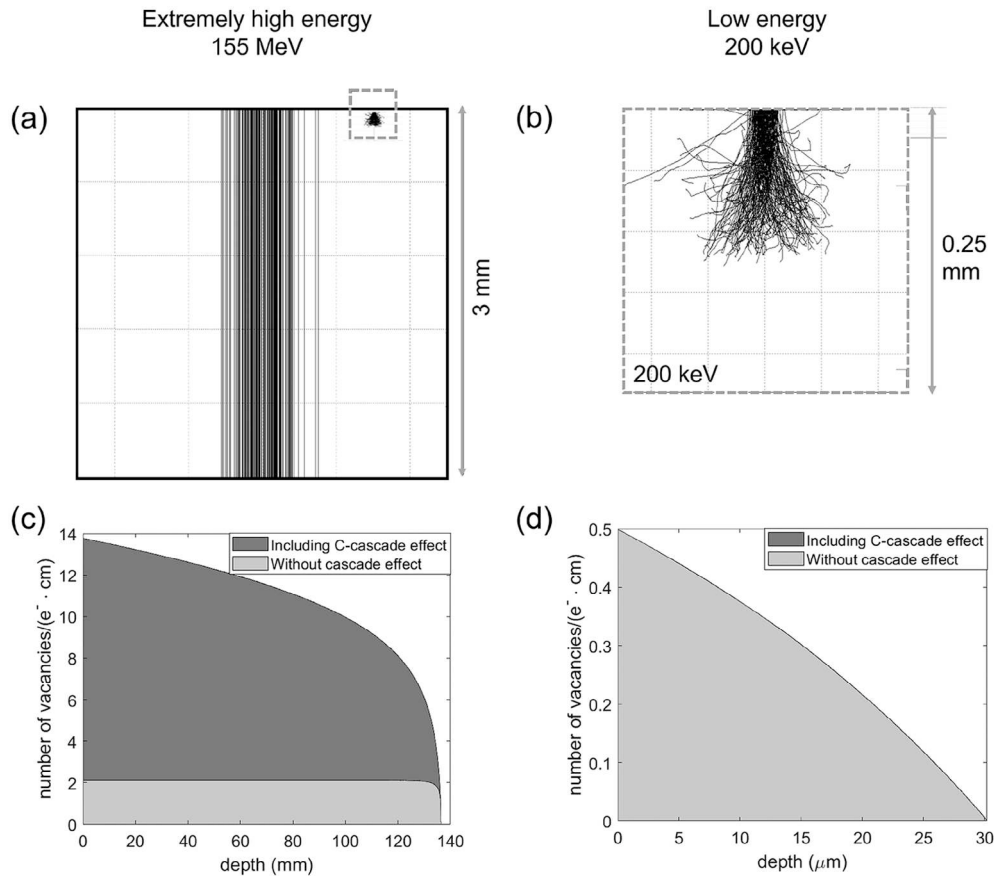 Extremely high energy
155 MeV
Low energy
200 keV
(a)
3 mm
(b)
200 keV
0.25
mm
(c)
14
12
10
8
6
4
2
0
number of vacancies/(e⁻ · cm)
Including C-cascade effect
Without cascade effect
0 20 40 60 80 100 120 140
depth (mm)
(d)
0.5
0.4
0.3
0.2
0.1
0
number of vacancies/(e⁻ · cm)
Including C-cascade effect
Without cascade effect
0 5 10 15 20 25 30
depth (μm)